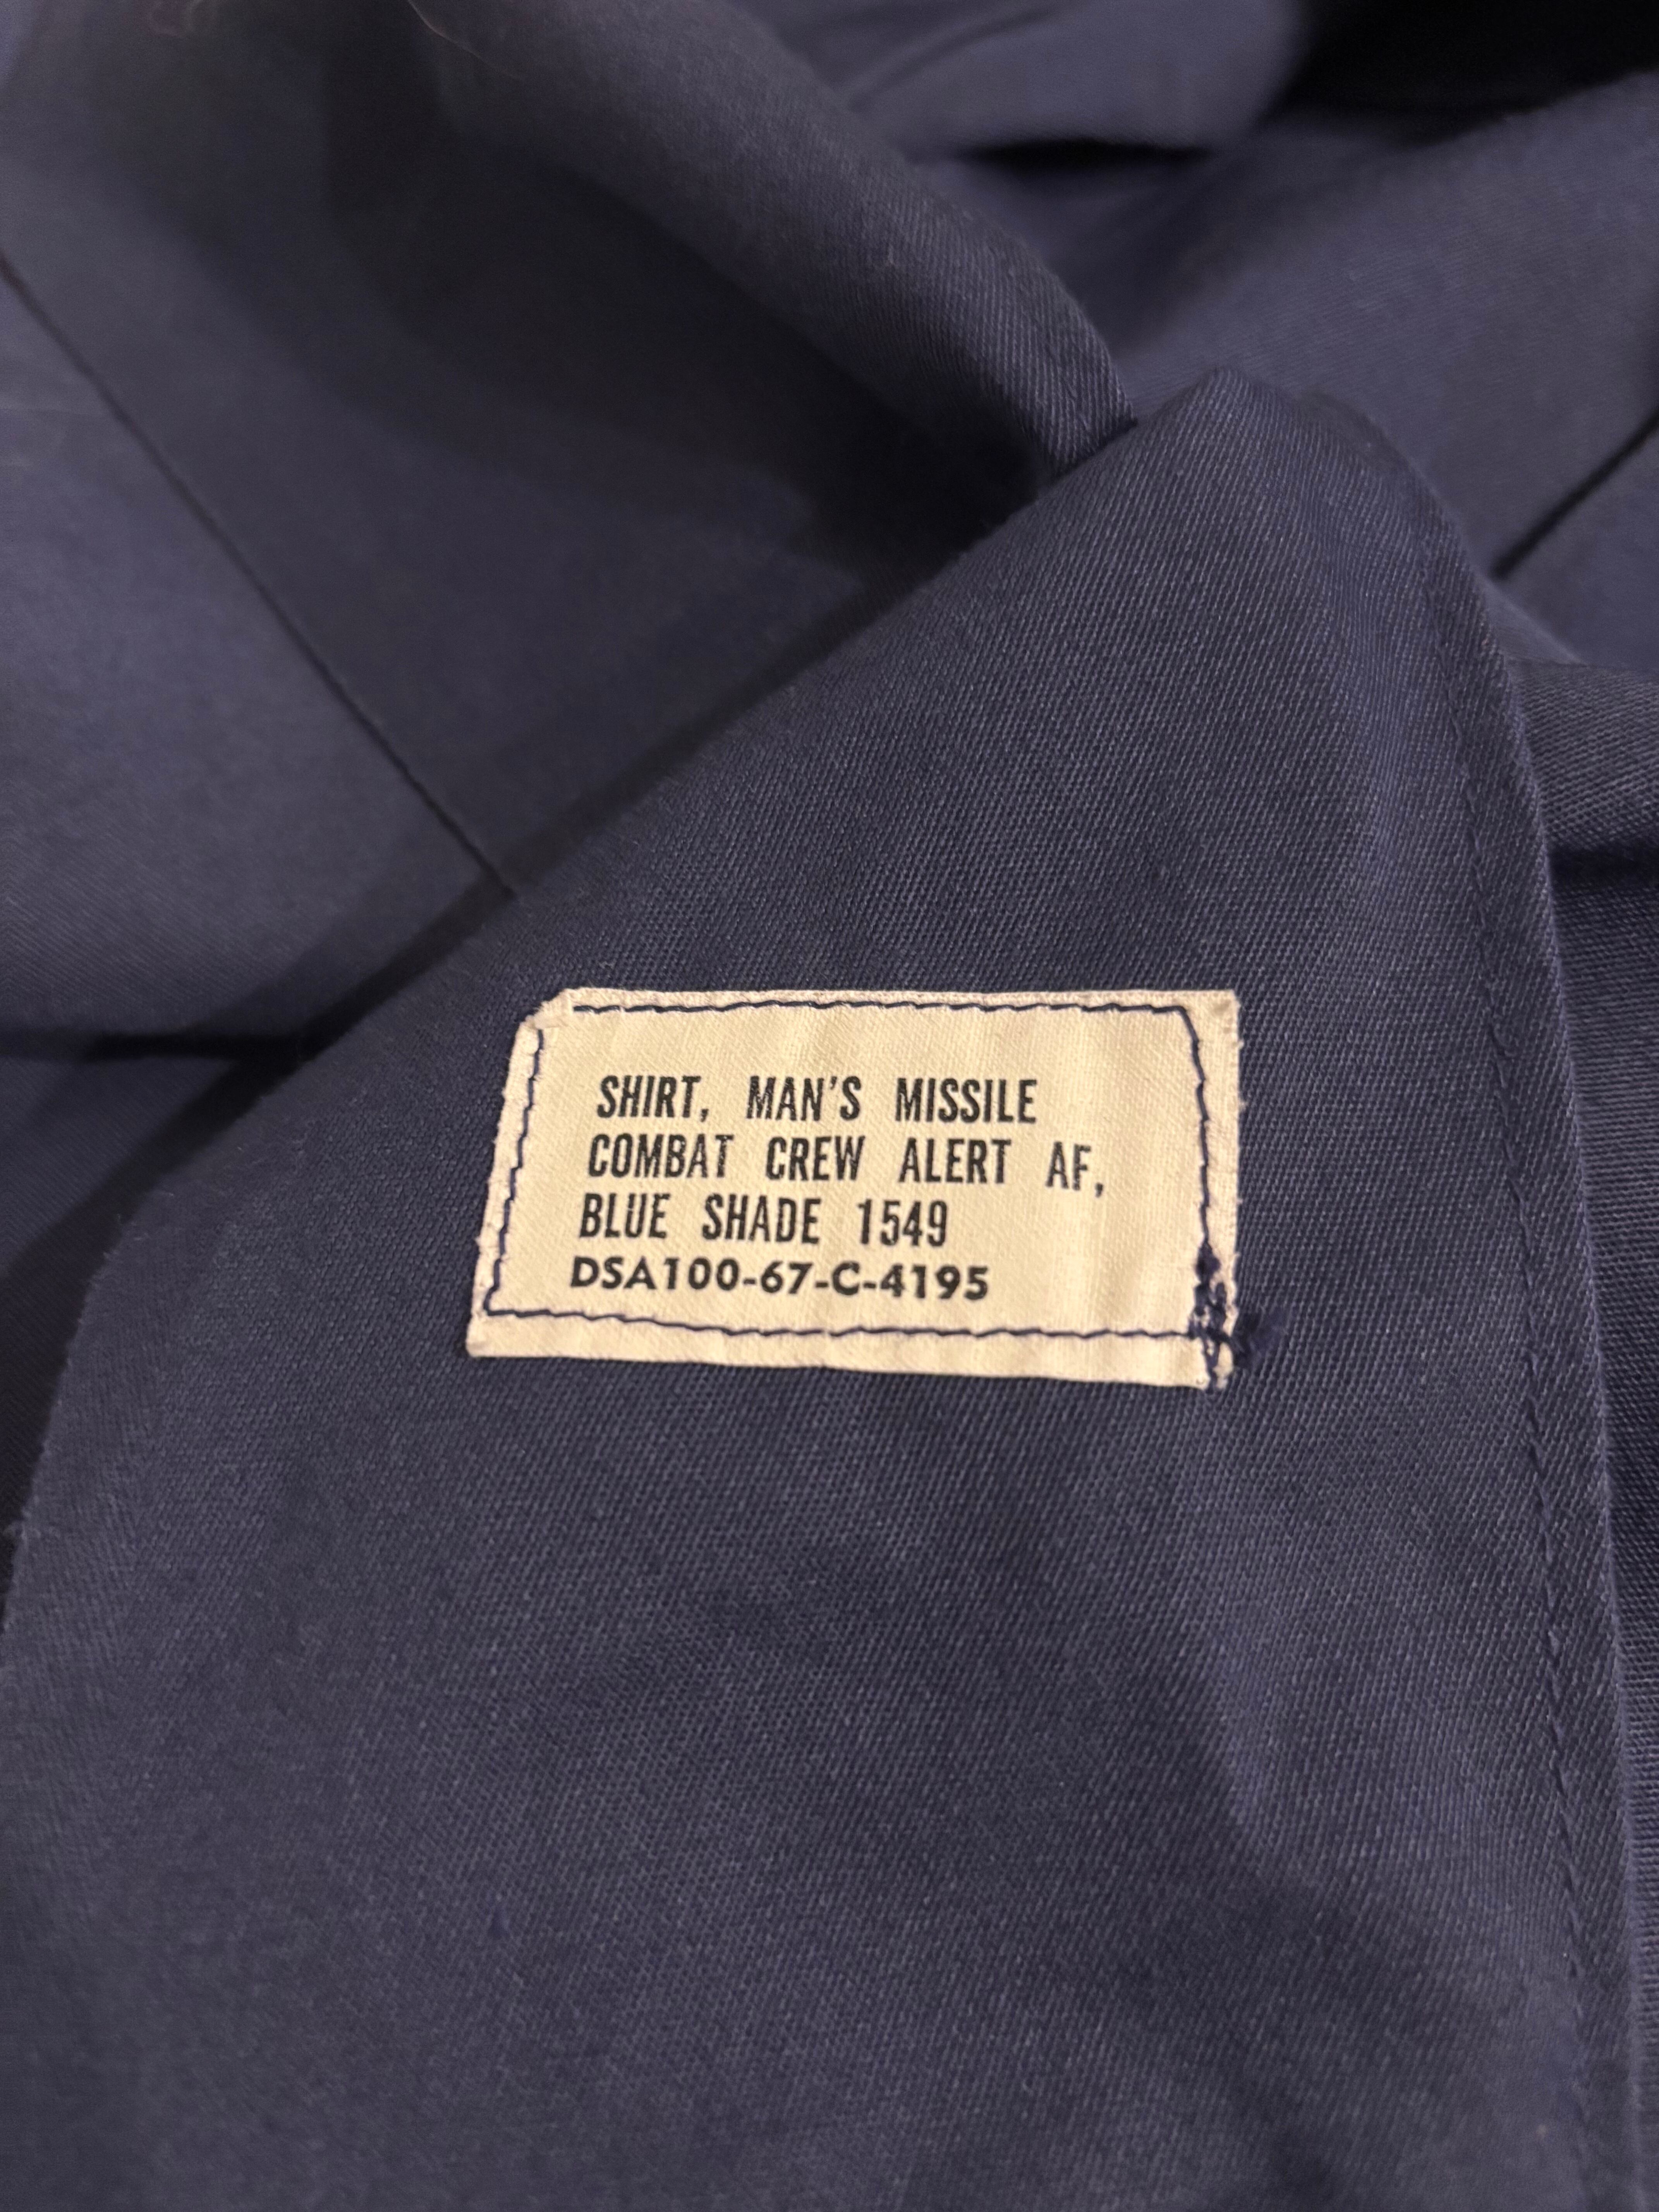 SHIRT, MAN'S MISSILE
COMBAT CREW ALERT AF,
BLUE SHADE 1549
DSA100-67-C-4195